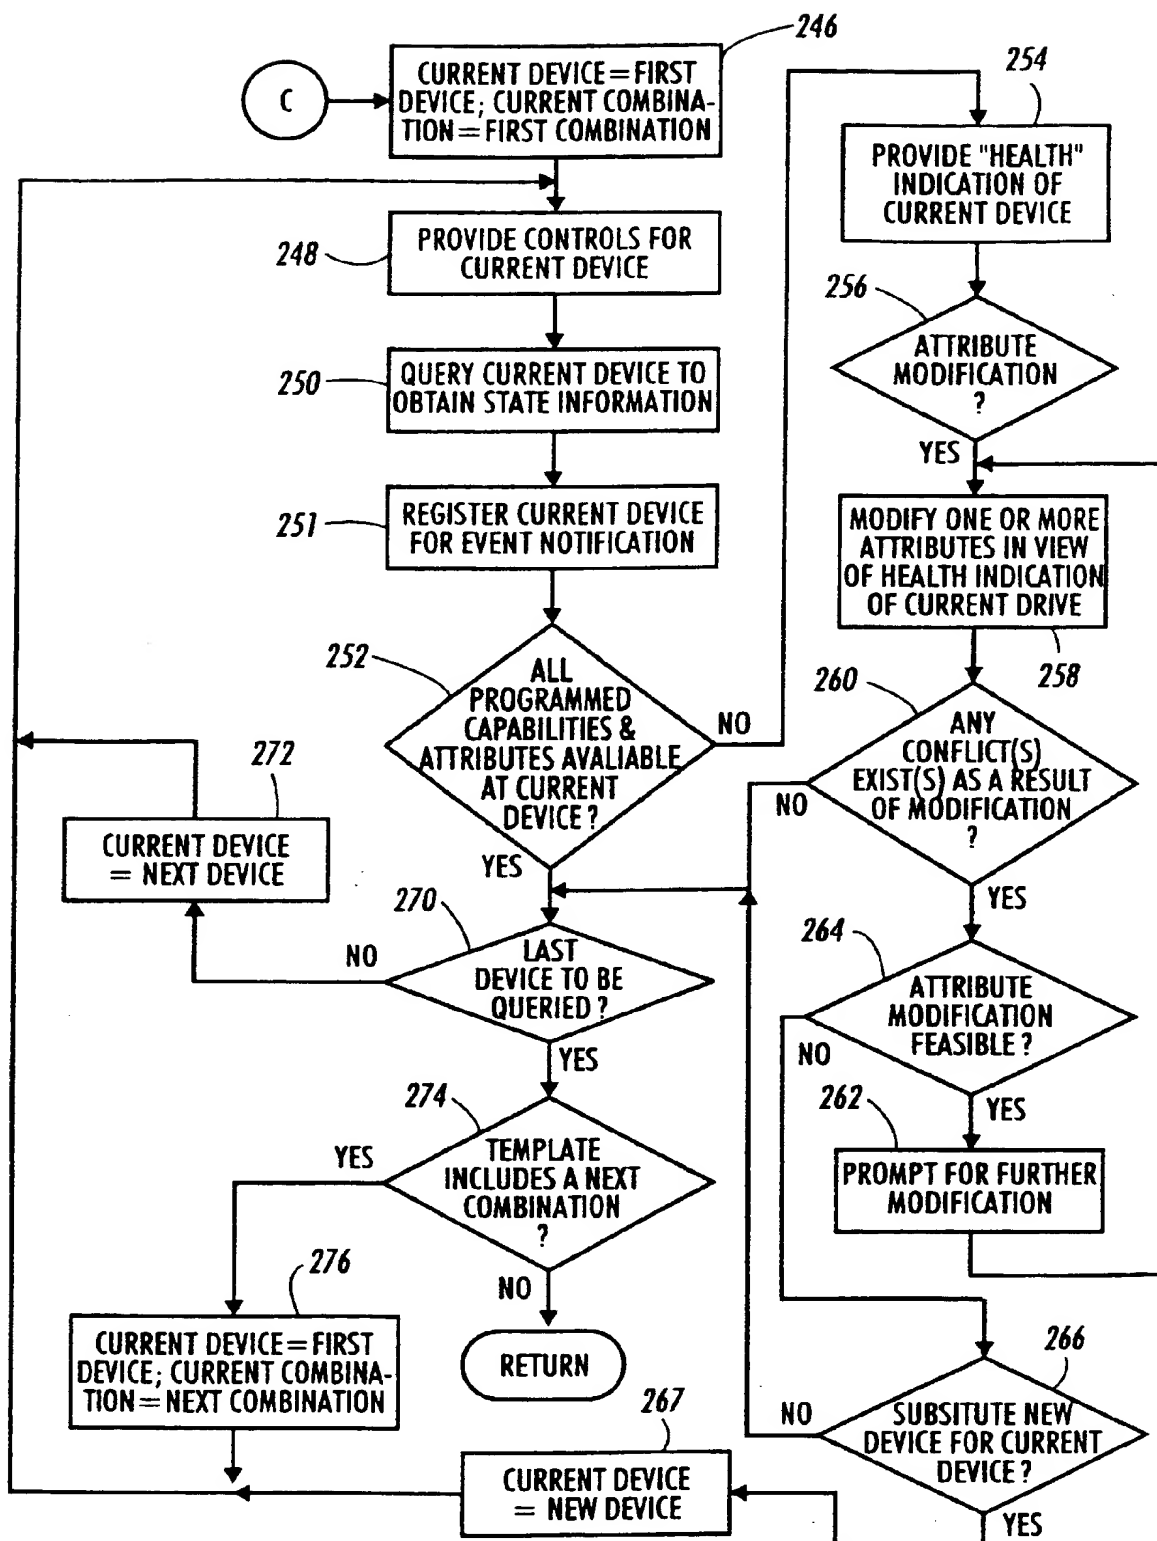 246
C
CURRENT DEVICE=FIRST
DEVICE; CURRENT COMBINA-
TION=FIRST COMBINATION
254
PROVIDE "HEALTH"
INDICATION OF
CURRENT DEVICE
248
PROVIDE CONTROLS FOR
CURRENT DEVICE
256
ATTRIBUTE
MODIFICATION
?
YES
250
QUERY CURRENT DEVICE TO
OBTAIN STATE INFORMATION
251
REGISTER CURRENT DEVICE
FOR EVENT NOTIFICATION
MODIFY ONE OR MORE
ATTRIBUTES IN VIEW
OF HEALTH INDICATION
OF CURRENT DRIVE
258
252
ALL
PROGRAMMED
CAPABILITIES &
ATTRIBUTES AVALIABLE
AT CURRENT
DEVICE ?
NO
YES
260
ANY
CONFLICT(S)
EXIST(S) AS A RESULT
OF MODIFICATION
?
NO
YES
272
CURRENT DEVICE
= NEXT DEVICE
270
LAST
DEVICE TO BE
QUERIED ?
NO
YES
264
ATTRIBUTE
MODIFICATION
FEASIBLE ?
NO
YES
274
TEMPLATE
INCLUDES A NEXT
COMBINATION
?
YES
NO
262
PROMPT FOR FURTHER
MODIFICATION
276
CURRENT DEVICE=FIRST
DEVICE; CURRENT COMBINA-
TION=NEXT COMBINATION
RETURN
266
SUBSITUTE NEW
DEVICE FOR CURRENT
DEVICE ?
NO
YES
267
CURRENT DEVICE
= NEW DEVICE